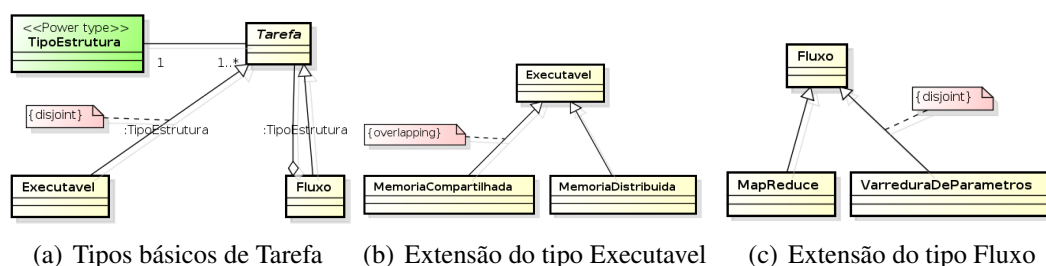 <<Power type>>
TipoEstrutura
Tarefa
1
1..*
{disjoint}
:TipoEstrutura
:TipoEstrutura
Executavel
Fluxo
(a) Tipos básicos de Tarefa
Executavel
{overlapping}
MemoriaCompartilhada
MemoriaDistribuida
(b) Extensão do tipo Executavel
Fluxo
{disjoint}
MapReduce
VarreduraDeParametros
(c) Extensão do tipo Fluxo